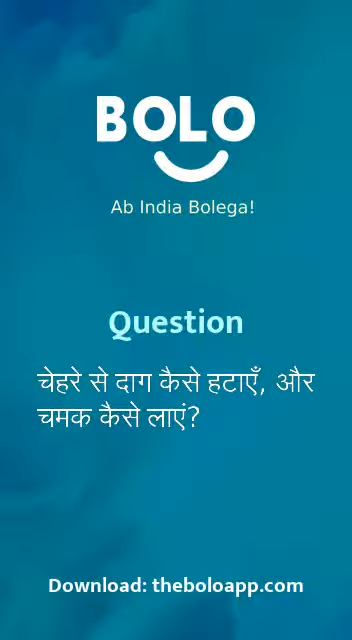 BOLO
Ab India Bolega!
Question
चेहरे से दाग कैसे हटाएँ, और
चमक कैसे लाएं?
Download: theboloapp.com